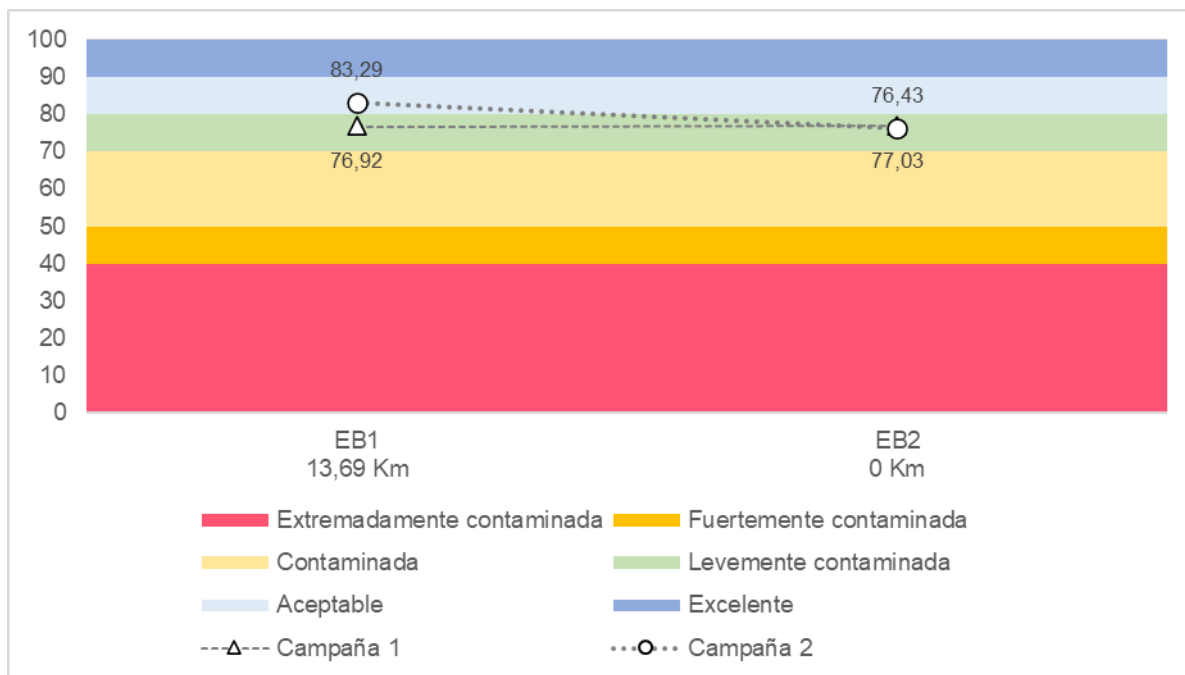 100
90
80
70
60
50
40
30
20
10
0
83,29
76,43
76,92
77,03
EB1
13,69 Km
EB2
0 Km
Extremadamente contaminada
Fuertemente contaminada
Contaminada
Levemente contaminada
Aceptable
Excelente
Campaña 1
Campaña 2